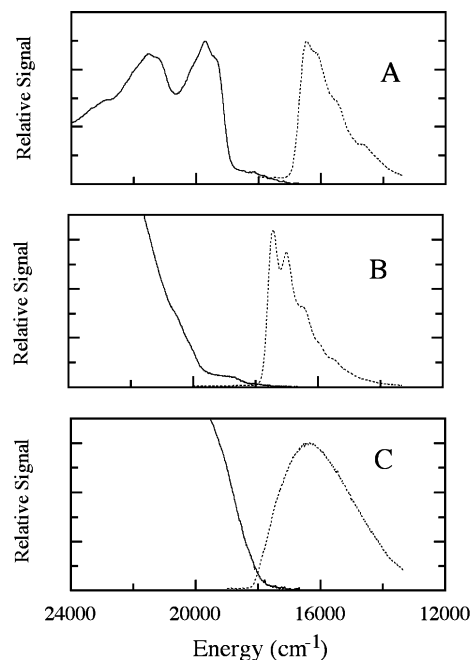 Relative Signal
A
Relative Signal
B
Relative Signal
C
24000 20000 16000 12000
Energy (cm⁻¹)